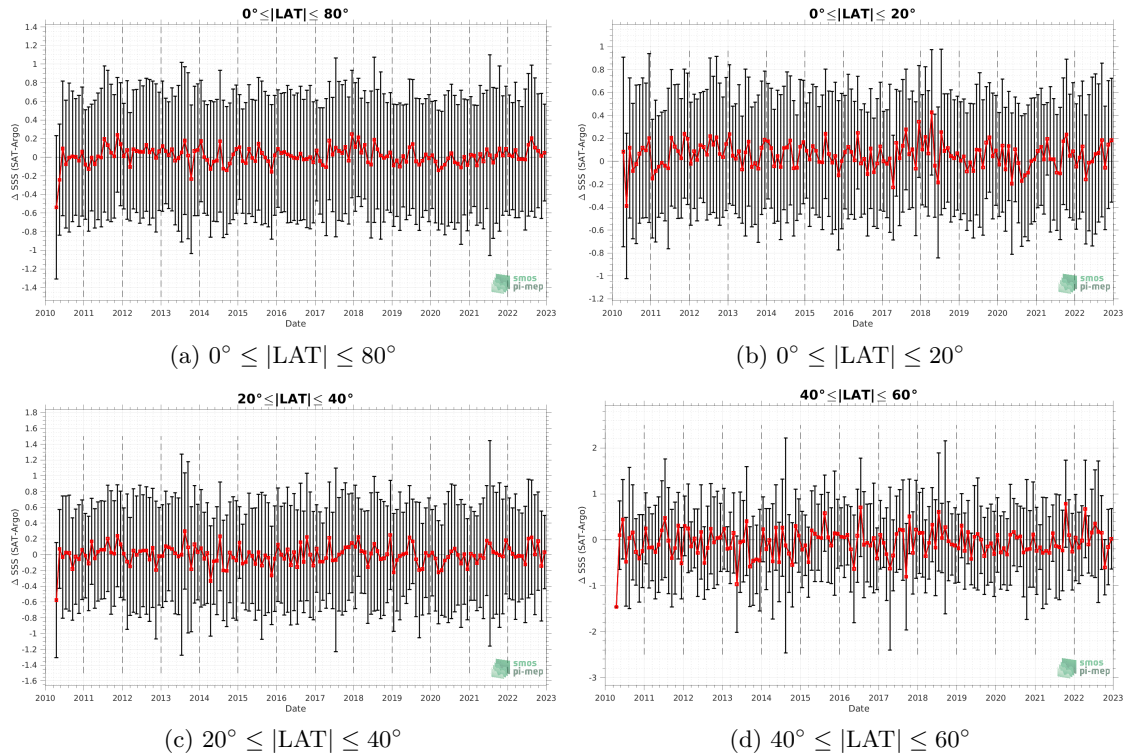 0°≤|LAT|≤ 80°
Δ SSS (SAT-Argo)
1.4
1.2
1
0.8
0.6
0.4
0.2
0
-0.2
-0.4
-0.6
-0.8
-1
-1.2
-1.4
smos
pi-mep
2010 2011 2012 2013 2014 2015 2016 2017 2018 2019 2020 2021 2022 2023
Date
(a) 0° ≤ |LAT| ≤ 80°
0°≤|LAT|≤ 20°
Δ SSS (SAT-Argo)
1
0.8
0.6
0.4
0.2
0
-0.2
-0.4
-0.6
-0.8
-1
-1.2
smos
pi-mep
2010 2011 2012 2013 2014 2015 2016 2017 2018 2019 2020 2021 2022 2023
Date
(b) 0° ≤ |LAT| ≤ 20°
20°≤|LAT|≤ 40°
Δ SSS (SAT-Argo)
1.8
1.6
1.4
1.2
1
0.8
0.6
0.4
0.2
0
-0.2
-0.4
-0.6
-0.8
-1
-1.2
-1.4
-1.6
smos
pi-mep
2010 2011 2012 2013 2014 2015 2016 2017 2018 2019 2020 2021 2022 2023
Date
(c) 20° ≤ |LAT| ≤ 40°
40°≤|LAT|≤ 60°
Δ SSS (SAT-Argo)
2
1
0
-1
-2
-3
smos
pi-mep
2010 2011 2012 2013 2014 2015 2016 2017 2018 2019 2020 2021 2022 2023
Date
(d) 40° ≤ |LAT| ≤ 60°